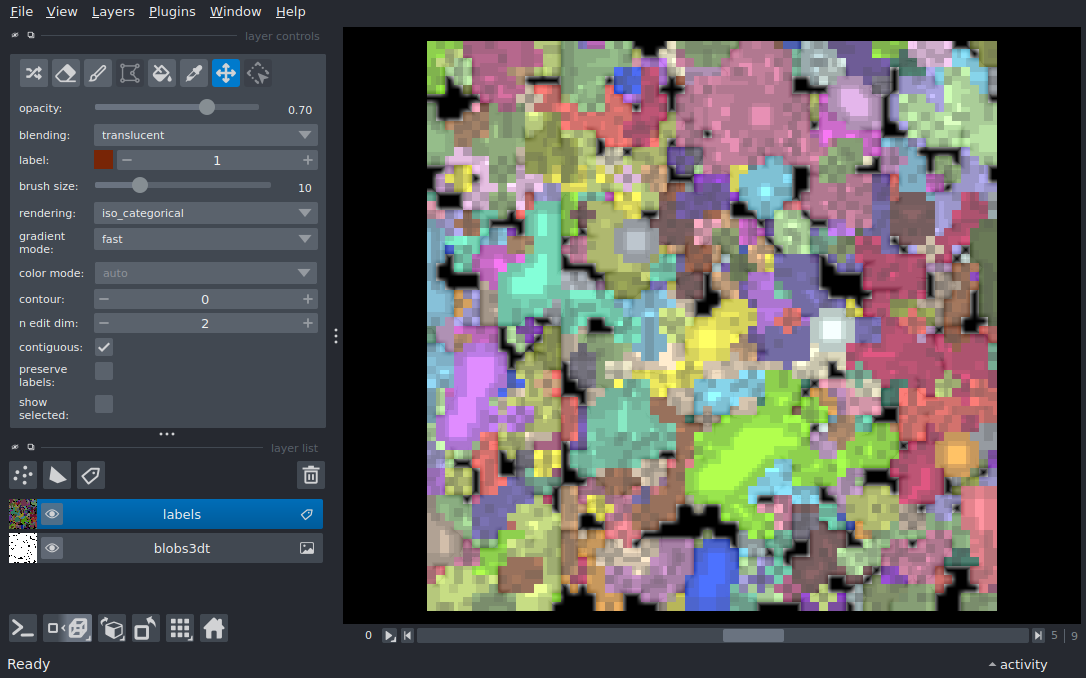 File View Layers Plugins Window Help
layer controls
opacity: 0.70
blending: translucent
label: 1
brush size: 10
rendering: iso_categorical
gradient
mode: fast
color mode: auto
contour: 0
n edit dim: 2
contiguous:
preserve
labels:
show
selected:
layer list
labels
blobs3dt
0 5 9
Ready activity